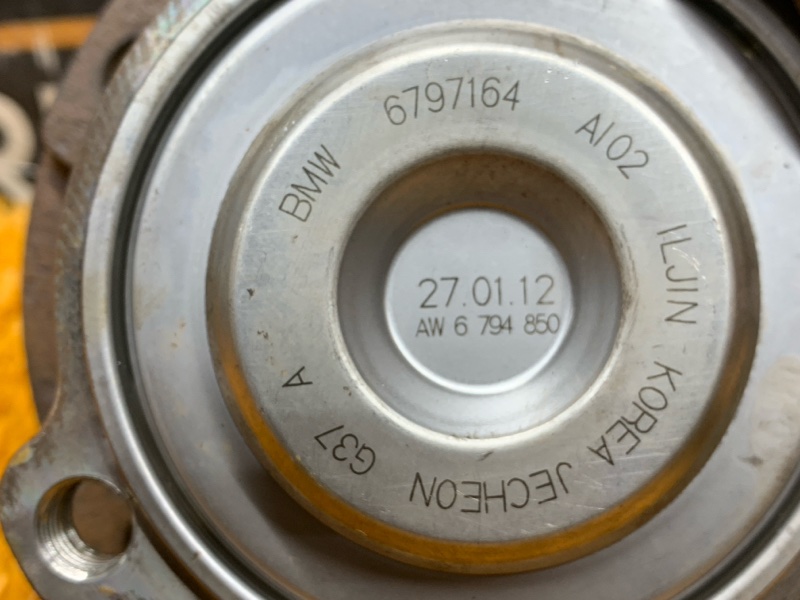 BMW 6797164 AI02 ILJIN KOREA JECHEON G37 A
27.01.12
AW 6 794 850